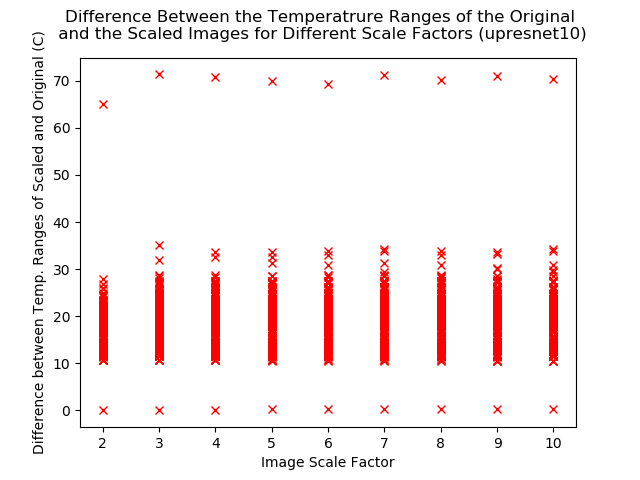 Difference Between the Temperatrure Ranges of the Original
and the Scaled Images for Different Scale Factors (upresnet10)
Difference between Temp. Ranges of Scaled and Original (C)
70
60
50
40
30
20
10
0
2 3 4 5 6 7 8 9 10
Image Scale Factor